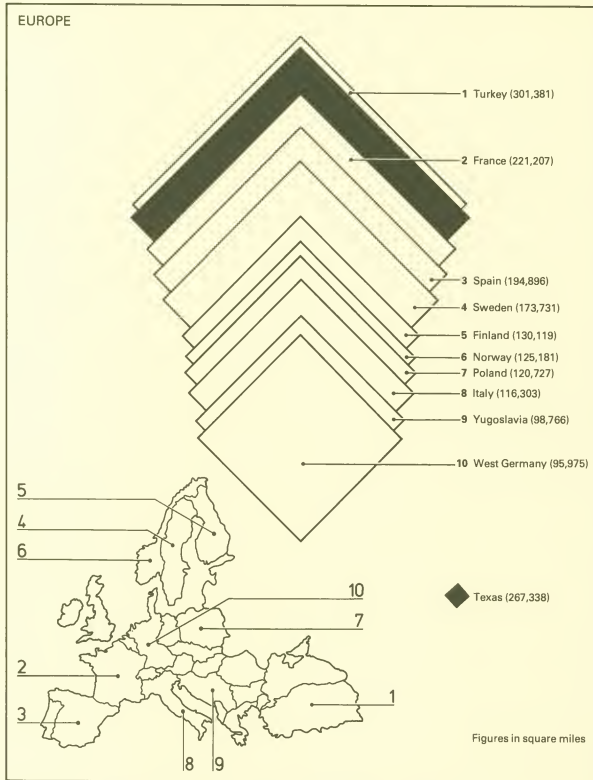 EUROPE
1 Turkey (301,381)
2 France (221,207)
3 Spain (194,896)
4 Sweden (173,731)
5 Finland (130,119)
6 Norway (125,181)
7 Poland (120,727)
8 Italy (116,303)
9 Yugoslavia (98,766)
10 West Germany (95,975)
5
4
6
10
7
2
1
3
8
9
Texas (267,338)
Figures in square miles